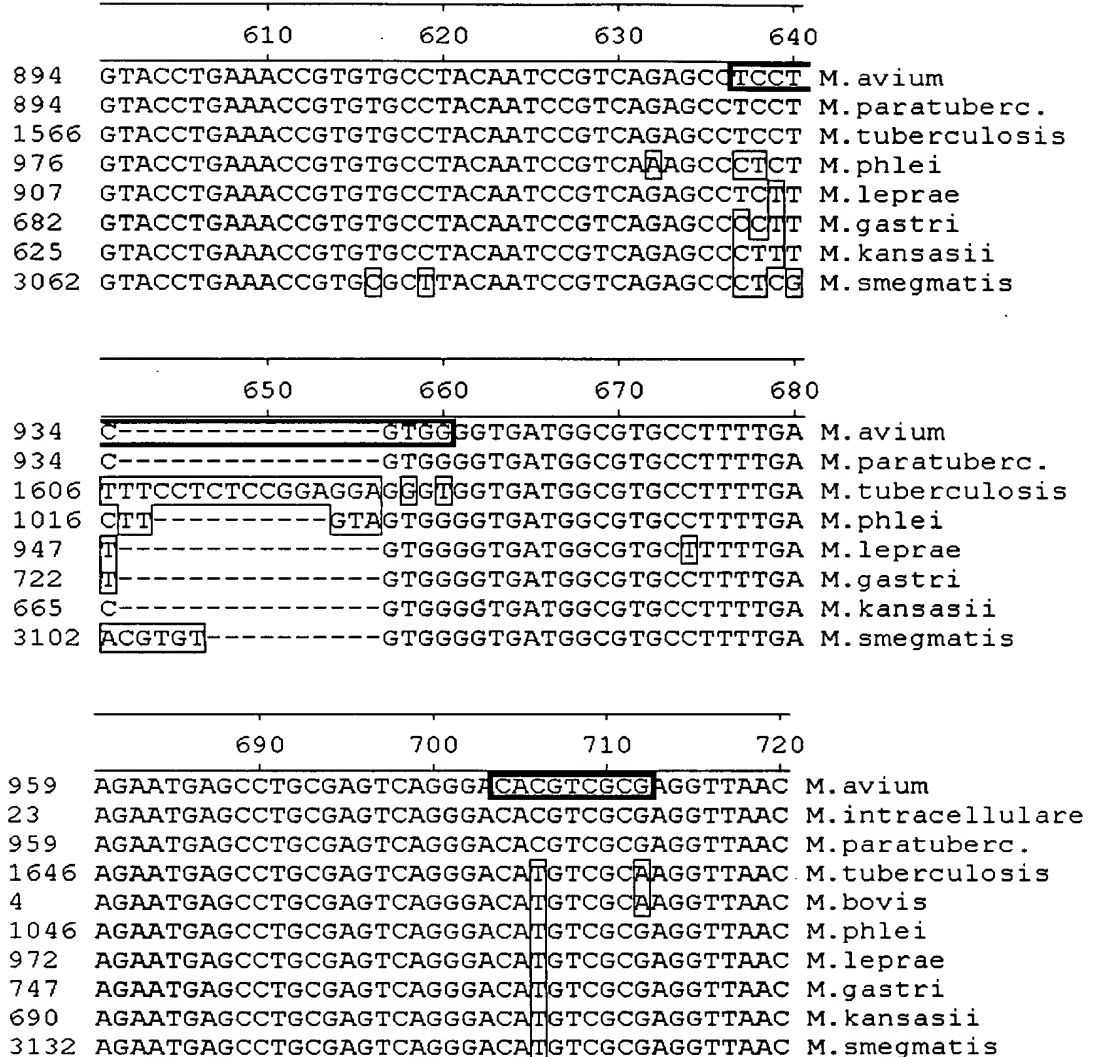 610 620 630 640
894 GTACCTGAAACCGTGTGCCTACAATCCGTCAGAGCCTCCT M.avium
894 GTACCTGAAACCGTGTGCCTACAATCCGTCAGAGCCTCCT M.paratuberc.
1566 GTACCTGAAACCGTGTGCCTACAATCCGTCAGAGCCTCCT M.tuberculosis
976 GTACCTGAAACCGTGTGCCTACAATCCGTCAAAGCCCTCT M.phlei
907 GTACCTGAAACCGTGTGCCTACAATCCGTCAGAGCCTCTT M.leprae
682 GTACCTGAAACCGTGTGCCTACAATCCGTCAGAGCCCCTT M.gastri
625 GTACCTGAAACCGTGTGCCTACAATCCGTCAGAGCCCTTT M.kansasii
3062 GTACCTGAAACCGTGCGCTTACAATCCGTCAGAGCCCTCG M.smegmatis
650 660 670 680
934 C---------------GTGGGGTGATGGCGTGCCTTTTGA M.avium
934 C---------------GTGGGGTGATGGCGTGCCTTTTGA M.paratuberc.
1606 TTTCCTCTCCGGAGGAGGGTGGTGATGGCGTGCCTTTTGA M.tuberculosis
1016 CTT----------GTAGTGGGGTGATGGCGTGCCTTTTGA M.phlei
947 T---------------GTGGGGTGATGGCGTGCTTTTTGA M.leprae
722 T---------------GTGGGGTGATGGCGTGCCTTTTGA M.gastri
665 C---------------GTGGGGTGATGGCGTGCCTTTTGA M.kansasii
3102 ACGTGT----------GTGGGGTGATGGCGTGCCTTTTGA M.smegmatis
690 700 710 720
959 AGAATGAGCCTGCGAGTCAGGGACACGTCGCGAGGTTAAC M.avium
23 AGAATGAGCCTGCGAGTCAGGGACACGTCGCGAGGTTAAC M.intracellulare
959 AGAATGAGCCTGCGAGTCAGGGACACGTCGCGAGGTTAAC M.paratuberc.
1646 AGAATGAGCCTGCGAGTCAGGGACATGTCGCAAGGTTAAC M.tuberculosis
4 AGAATGAGCCTGCGAGTCAGGGACATGTCGCAAGGTTAAC M.bovis
1046 AGAATGAGCCTGCGAGTCAGGGACATGTCGCGAGGTTAAC M.phlei
972 AGAATGAGCCTGCGAGTCAGGGACATGTCGCGAGGTTAAC M.leprae
747 AGAATGAGCCTGCGAGTCAGGGACATGTCGCGAGGTTAAC M.gastri
690 AGAATGAGCCTGCGAGTCAGGGACATGTCGCGAGGTTAAC M.kansasii
3132 AGAATGAGCCTGCGAGTCAGGGACATGTCGCGAGGTTAAC M.smegmatis